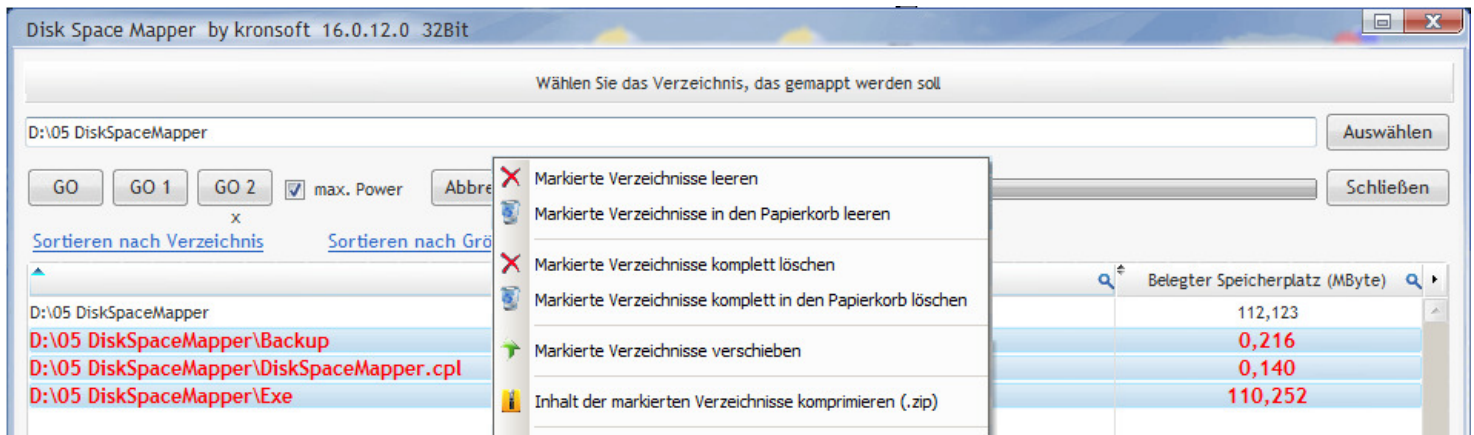 Disk Space Mapper by kronsoft 16.0.12.0 32Bit
Wählen Sie das Verzeichnis, das gemappt werden soll
D:\05 DiskSpaceMapper
Auswählen
GO
GO 1
GO 2
max. Power
Abbre
Schließen
x
Sortieren nach Verzeichnis
Sortieren nach Grö
Markierte Verzeichnisse leeren
Markierte Verzeichnisse in den Papierkorb leeren
Markierte Verzeichnisse komplett löschen
Markierte Verzeichnisse komplett in den Papierkorb löschen
Markierte Verzeichnisse verschieben
Inhalt der markierten Verzeichnisse komprimieren (.zip)
Belegter Speicherplatz (MByte)
D:\05 DiskSpaceMapper 112,123
D:\05 DiskSpaceMapper\Backup 0,216
D:\05 DiskSpaceMapper\DiskSpaceMapper.cpl 0,140
D:\05 DiskSpaceMapper\Exe 110,252